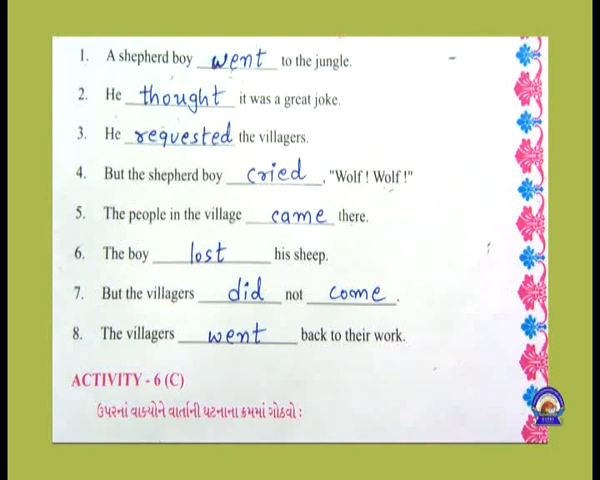 1. A shepherd boy went to the jungle.
2. He thought it was a great joke.
3. He requested the villagers.
4. But the shepherd boy cried, "Wolf ! Wolf !"
5. The people in the village came there.
6. The boy lost his sheep.
7. But the villagers did not come.
8. The villagers went back to their work.
ACTIVITY - 6 (C)
ઉપરનાં વાક્યોને વાર્તાની ઘટનાના ક્રમમાં ગોઠવો :